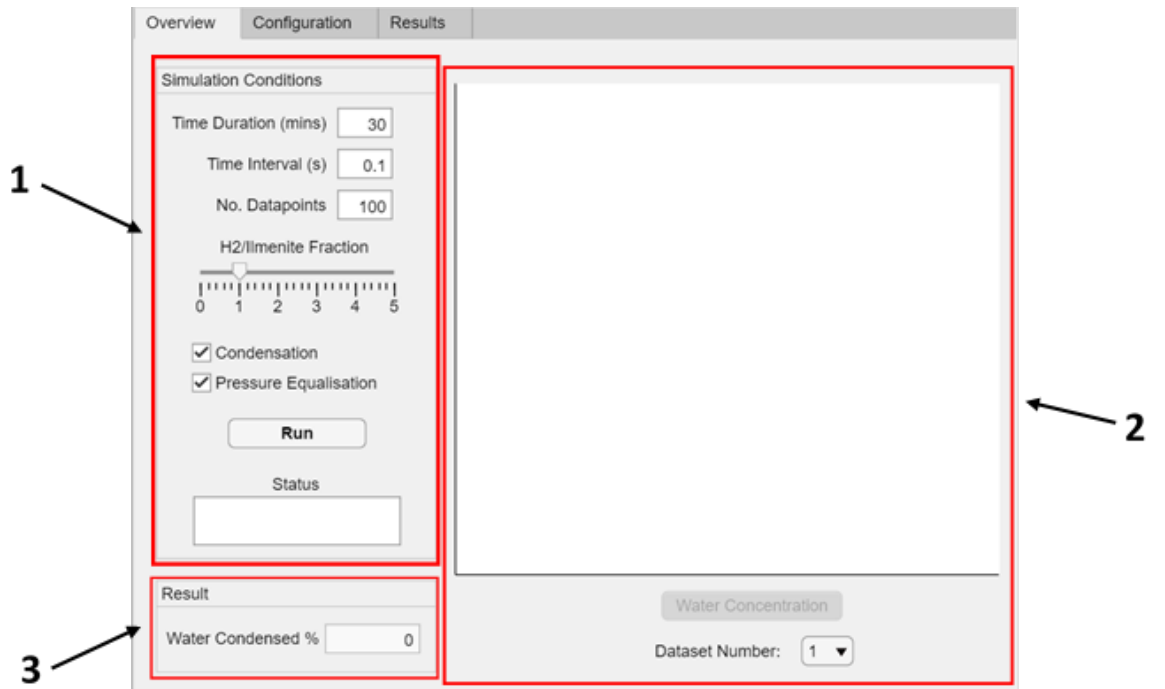 Overview Configuration Results
Simulation Conditions
Time Duration (mins) 30
Time Interval (s) 0.1
No. Datapoints 100
H2/Ilmenite Fraction
0 1 2 3 4 5
Condensation
Pressure Equalisation
Run
Status
Result
Water Condensed % 0
Water Concentration
Dataset Number: 1
1
2
3